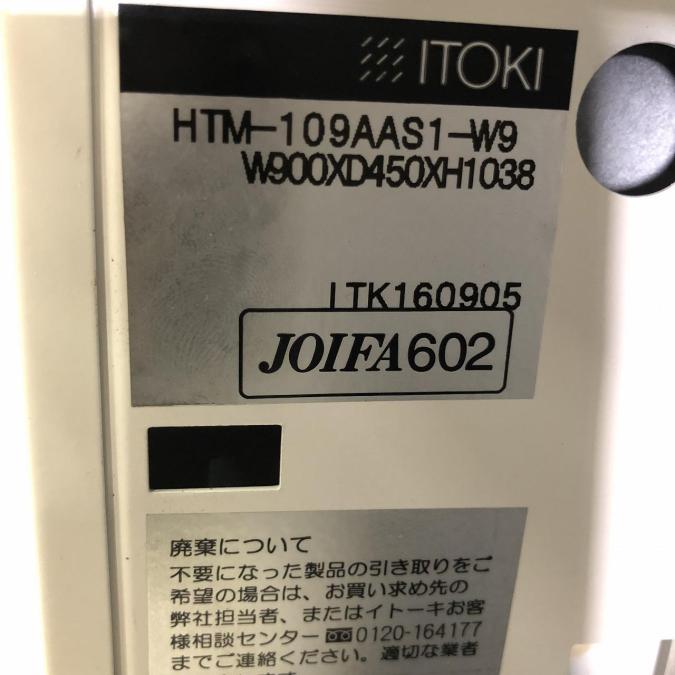 ITOKI
HTM-109AAS1-W9
W900XD450XH1038
ITK160905
JOIFA602
廃棄について
不要になった製品の引き取りをご
希望の場合は、お買い求め先の
弊社担当者、またはイトーキお客
様相談センター 0120-164177
までご連絡ください。適切な業者